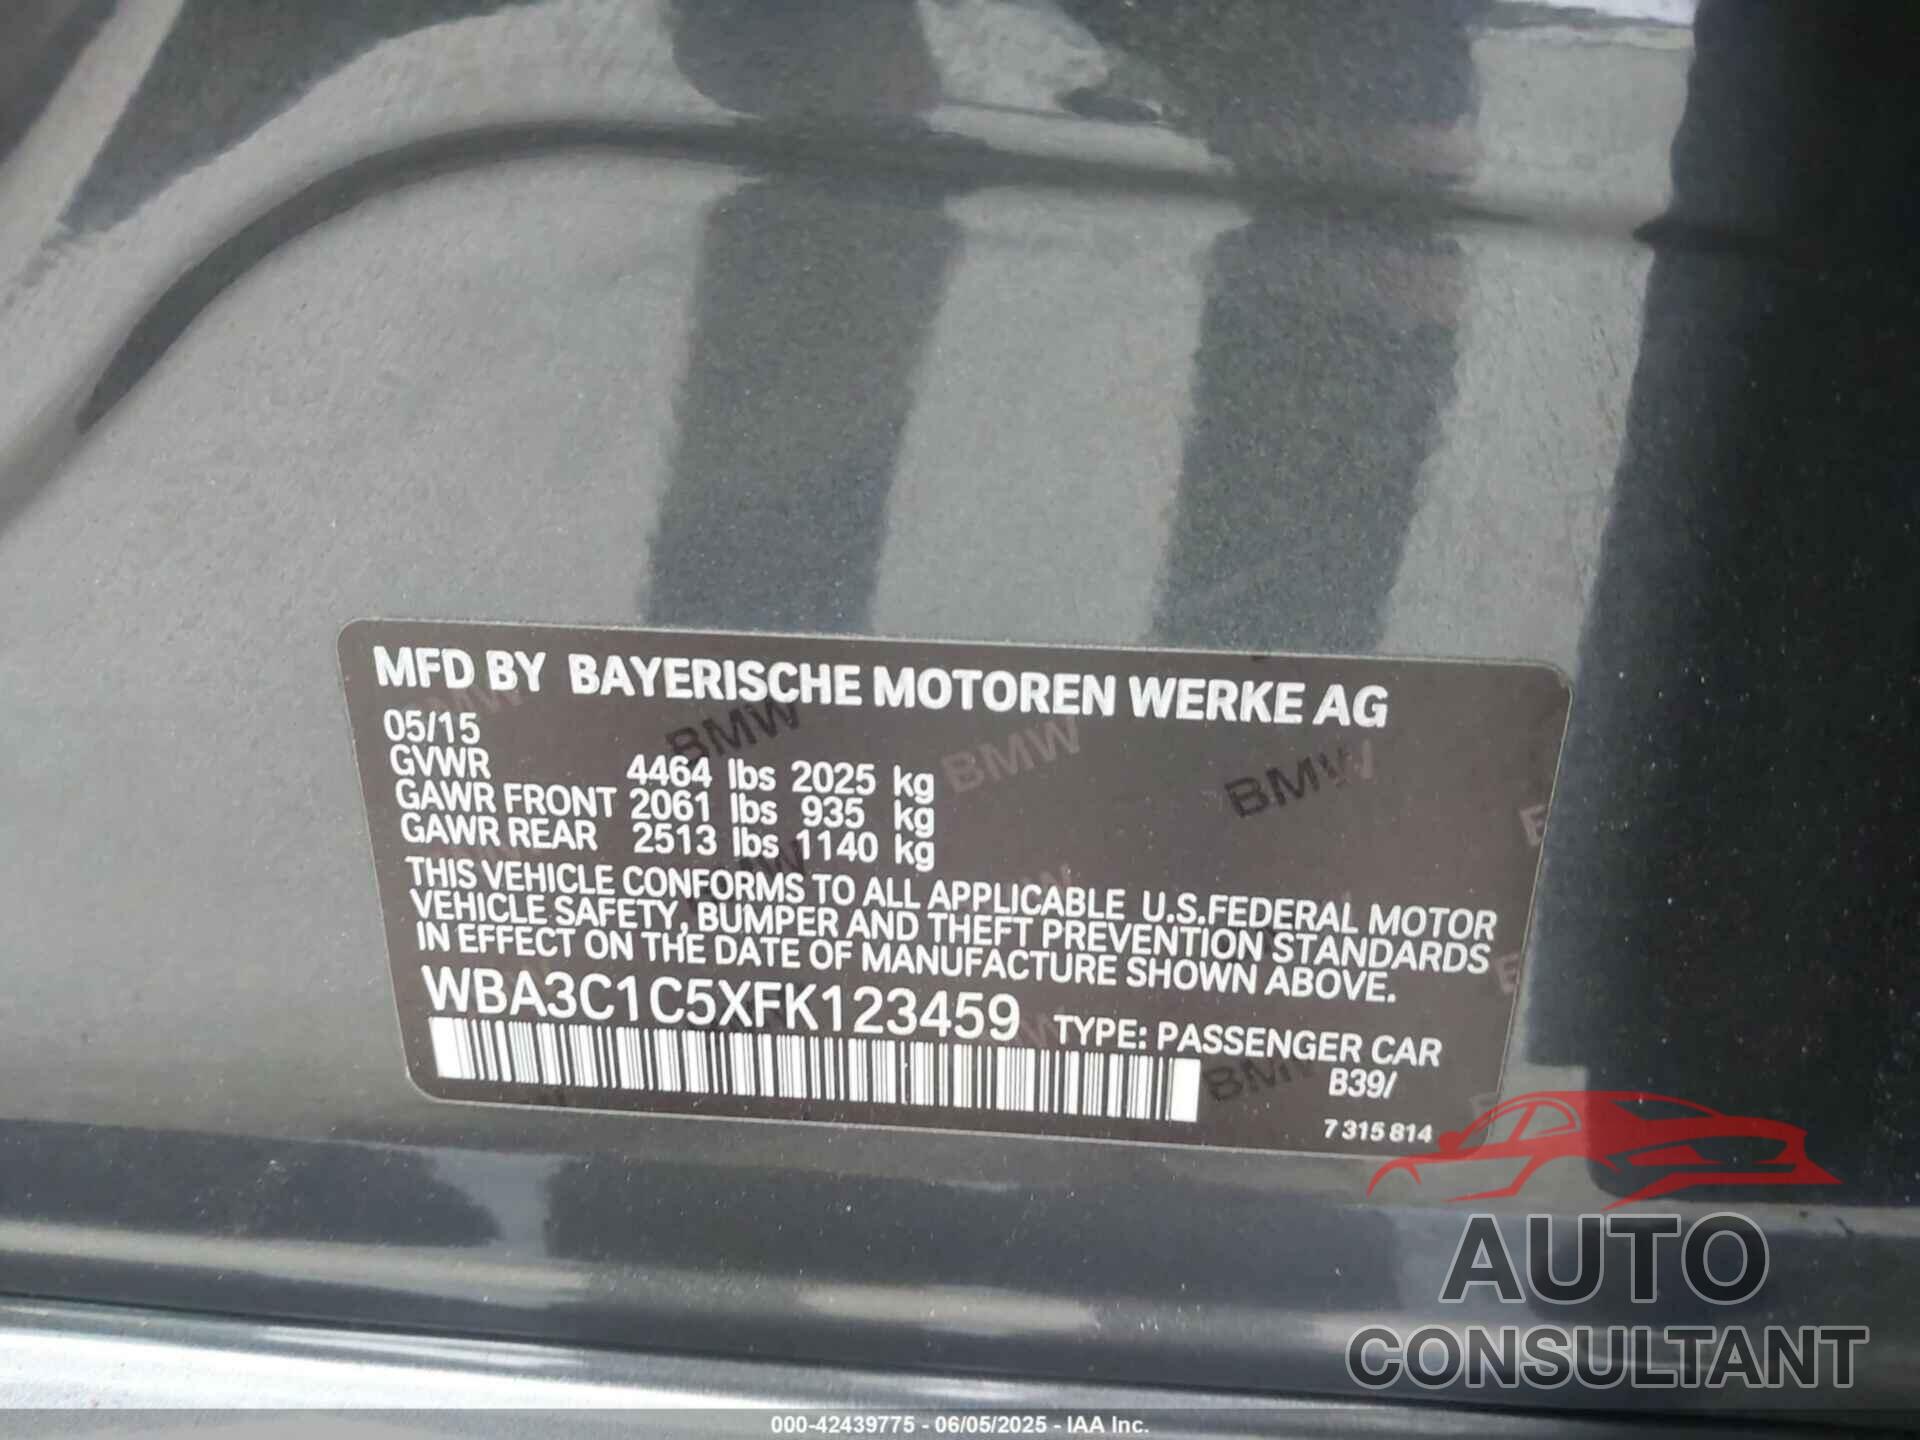 MFD BY BAYERISCHE MOTOREN WERKE AG
05/15
GVWR 4464 lbs 2025 kg
GAWR FRONT 2061 lbs 935 kg
GAWR REAR 2513 lbs 1140 kg
THIS VEHICLE CONFORMS TO ALL APPLICABLE U.S.FEDERAL MOTOR
VEHICLE SAFETY, BUMPER AND THEFT PREVENTION STANDARDS
IN EFFECT ON THE DATE OF MANUFACTURE SHOWN ABOVE.
WBA3C1C5XFK123459 TYPE: PASSENGER CAR
B39/
7 315 814
AUTO
CONSULTANT
000-42439775 - 06/05/2025 - IAA Inc.